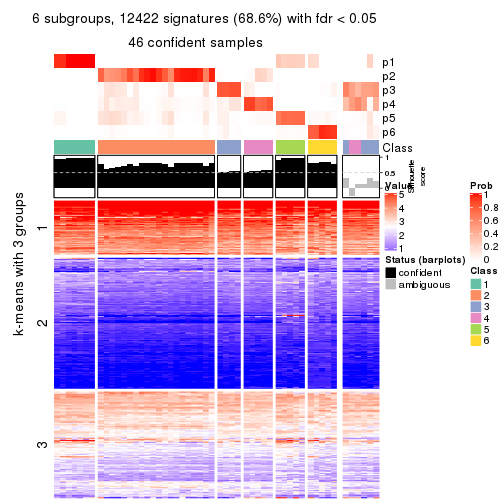 6 subgroups, 12422 signatures (68.6%) with fdr < 0.05
46 confident samples
p1
p2
p3
p4
p5
p6
Class
1
0.5
0
Silhouette
score
k-means with 3 groups
1
2
3
Value
5
4
3
2
1
Status (barplots)
confident
ambiguous
Prob
1
0.8
0.6
0.4
0.2
0
Class
1
2
3
4
5
6